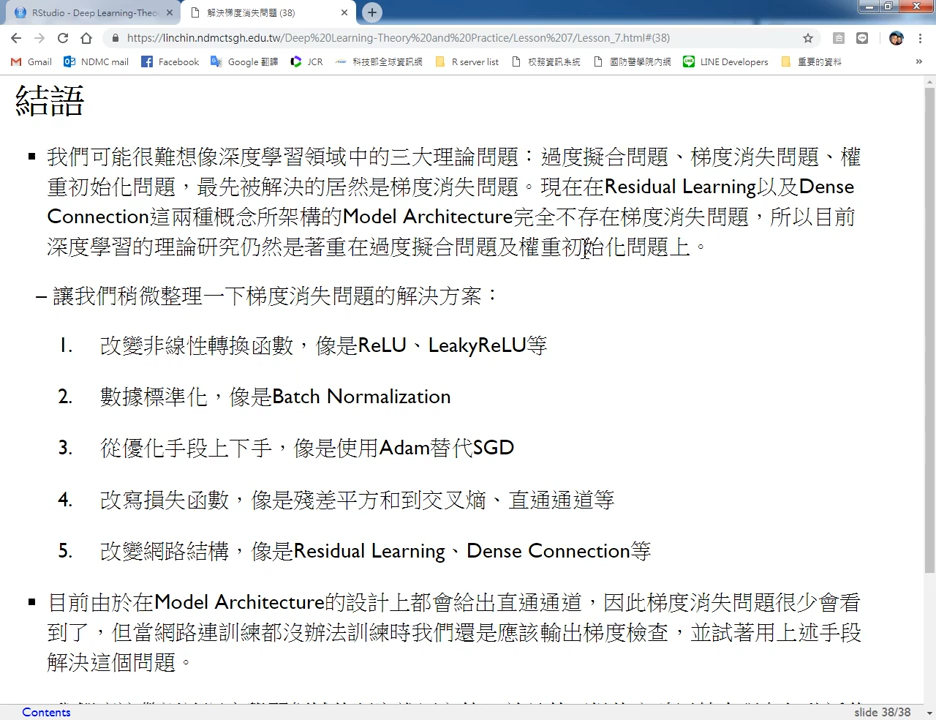 RStudio - Deep Learning-Theo
解決梯度消失問題 (38)
https://linchin.ndmctsgh.edu.tw/Deep%20Learning-Theory%20and%20Practice/Lesson%207/Lesson_7.html#(38)
Gmail NDMC mail Facebook Google 翻譯 JCR 科技部全球資訊網 R server list 校務資訊系統 國防醫學院內網 LINE Developers 重要的資料 »
結語
我們可能很難想像深度學習領域中的三大理論問題：過度擬合問題、梯度消失問題、權
重初始化問題，最先被解決的居然是梯度消失問題。現在在Residual Learning以及Dense
Connection這兩種概念所架構的Model Architecture完全不存在梯度消失問題，所以目前
深度學習的理論研究仍然是著重在過度擬合問題及權重初始化問題上。
– 讓我們稍微整理一下梯度消失問題的解決方案：
1. 改變非線性轉換函數，像是ReLU、LeakyReLU等
2. 數據標準化，像是Batch Normalization
3. 從優化手段上下手，像是使用Adam替代SGD
4. 改寫損失函數，像是殘差平方和到交叉熵、直通通道等
5. 改變網路結構，像是Residual Learning、Dense Connection等
目前由於在Model Architecture的設計上都會給出直通通道，因此梯度消失問題很少會看
到了，但當網路連訓練都沒辦法訓練時我們還是應該輸出梯度檢查，並試著用上述手段
解決這個問題。
Contents
slide 38/38